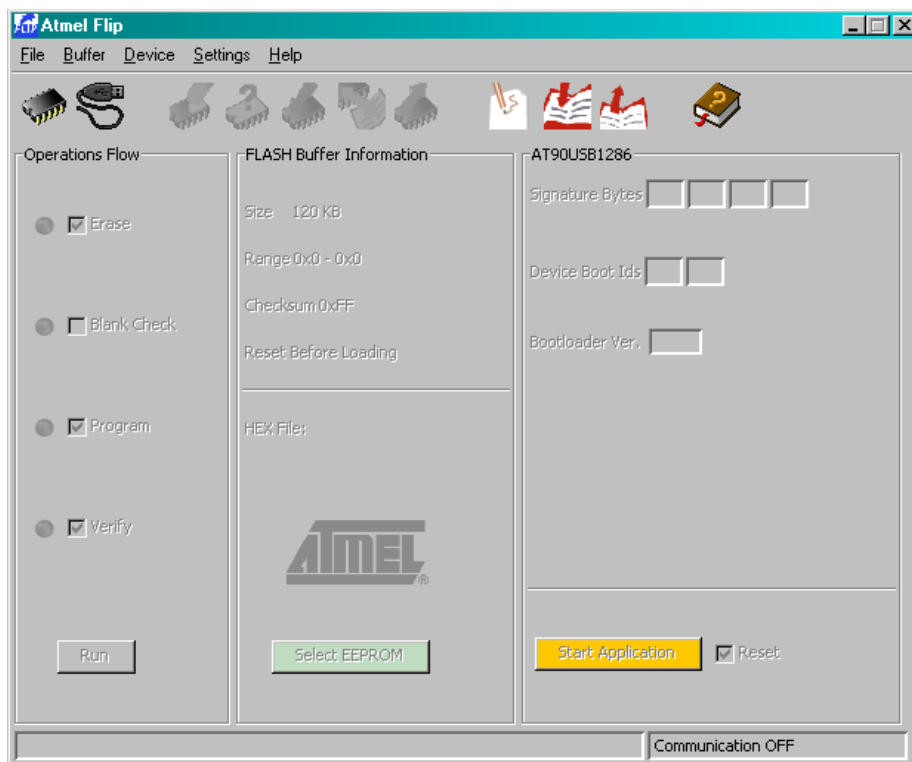 Atmel Flip
File Buffer Device Settings Help
Operations Flow
Erase
Blank Check
Program
Verify
Run
FLASH Buffer Information
Size 120 KB
Range 0x0 - 0x0
Checksum 0xFF
Reset Before Loading
HEX File:
ATMEL®
Select EEPROM
AT90USB1286
Signature Bytes
Device Boot Ids
Bootloader Ver.
Start Application Reset
Communication OFF